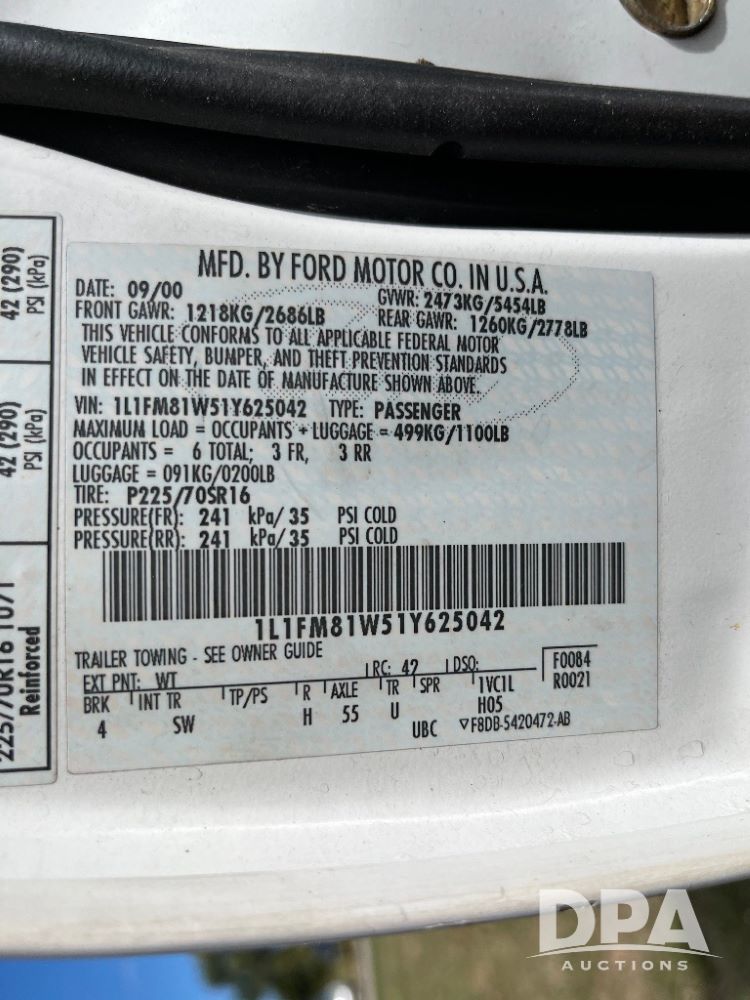 MFD. BY FORD MOTOR CO. IN U.S.A.
DATE: 09/00
GVWR: 2473KG/5454LB
FRONT GAWR: 1218KG/2686LB
REAR GAWR: 1260KG/2778LB
THIS VEHICLE CONFORMS TO ALL APPLICABLE FEDERAL MOTOR
VEHICLE SAFETY, BUMPER, AND THEFT PREVENTION STANDARDS
IN EFFECT ON THE DATE OF MANUFACTURE SHOWN ABOVE.
VIN: 1L1FM81W51Y625042 TYPE: PASSENGER
MAXIMUM LOAD = OCCUPANTS + LUGGAGE = 499KG/1100LB
OCCUPANTS = 6 TOTAL; 3 FR, 3 RR
LUGGAGE = 091KG/0200LB
TIRE: P225/70SR16
PRESSURE(FR): 241 kPa/ 35 PSI COLD
PRESSURE(RR): 241 kPa/ 35 PSI COLD
1L1FM81W51Y625042
TRAILER TOWING - SEE OWNER GUIDE
EXT PNT: WT RC: 42 DSO: F0084
R0021
BRK INT TR TP/PS R AXLE TR SPR 1VC1L
4 SW H 55 U H05
UBC ▽F8DB-5420472-AB
42 (290)
PSI (kPa)
42 (290)
PSI (kPa)
225/70R16 107T
Reinforced
DPA
AUCTIONS